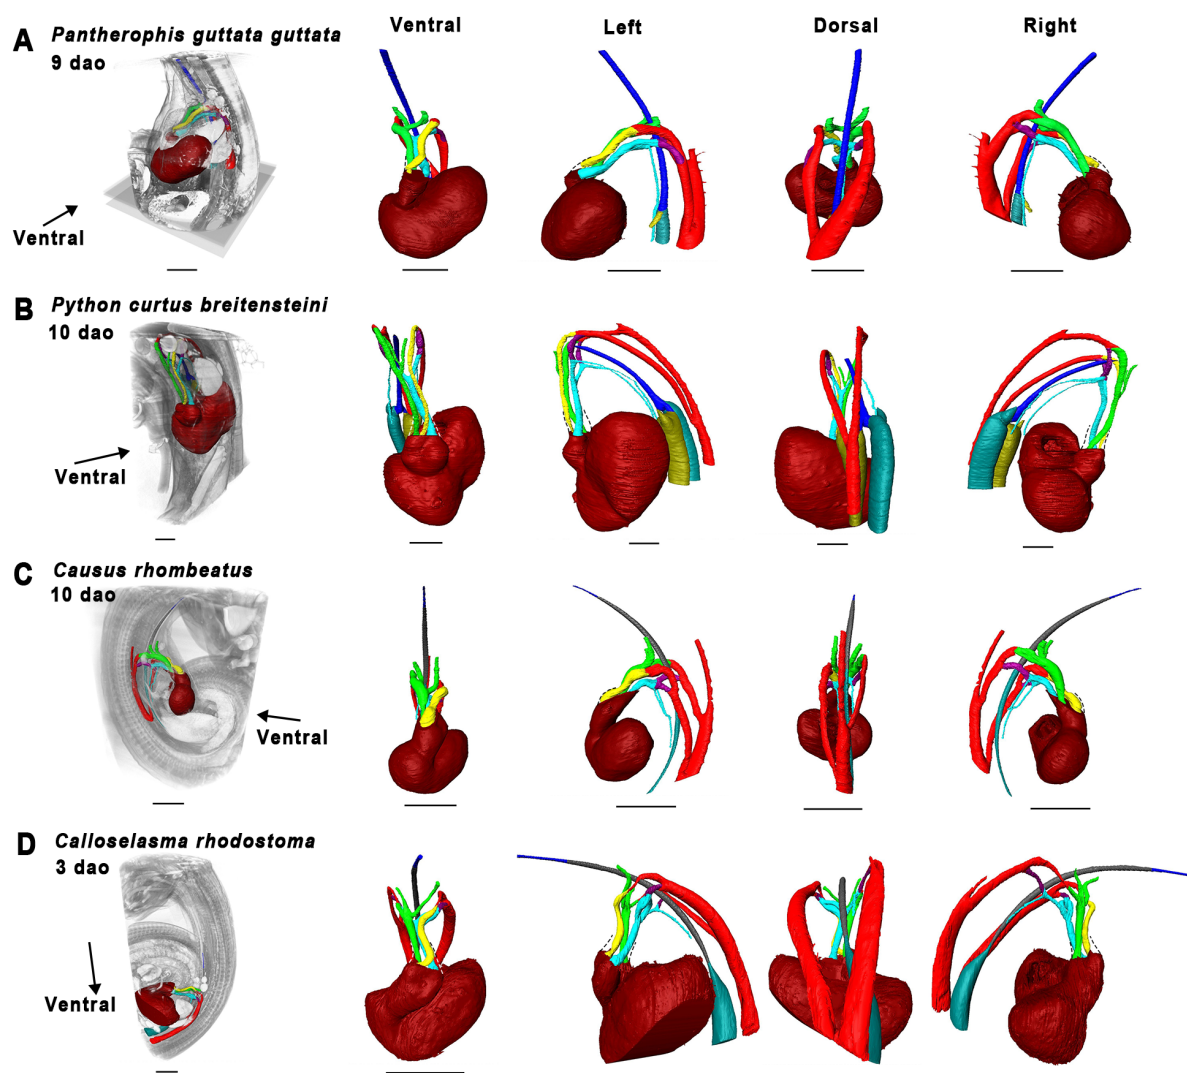 A Pantherophis guttata guttata
9 dao
Ventral Left Dorsal Right
Ventral
B Python curtus breitensteini
10 dao
Ventral
C Causus rhombeatus
10 dao
Ventral
D Calloselasma rhodostoma
3 dao
Ventral